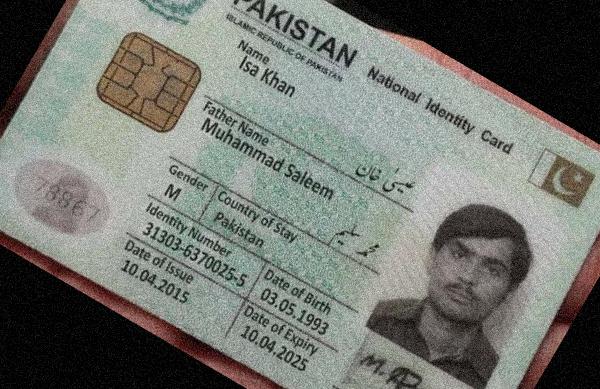 PAKISTAN
National Identity Card
ISLAMIC REPUBLIC OF PAKISTAN
Name
Isa Khan
عیسیٰ خان
Father Name
Muhammad Saleem
محمد سلیم
Gender
M
Country of Stay
Pakistan
Identity Number
31303-6370025-5
Date of Birth
03.05.1993
Date of Issue
10.04.2015
Date of Expiry
10.04.2025